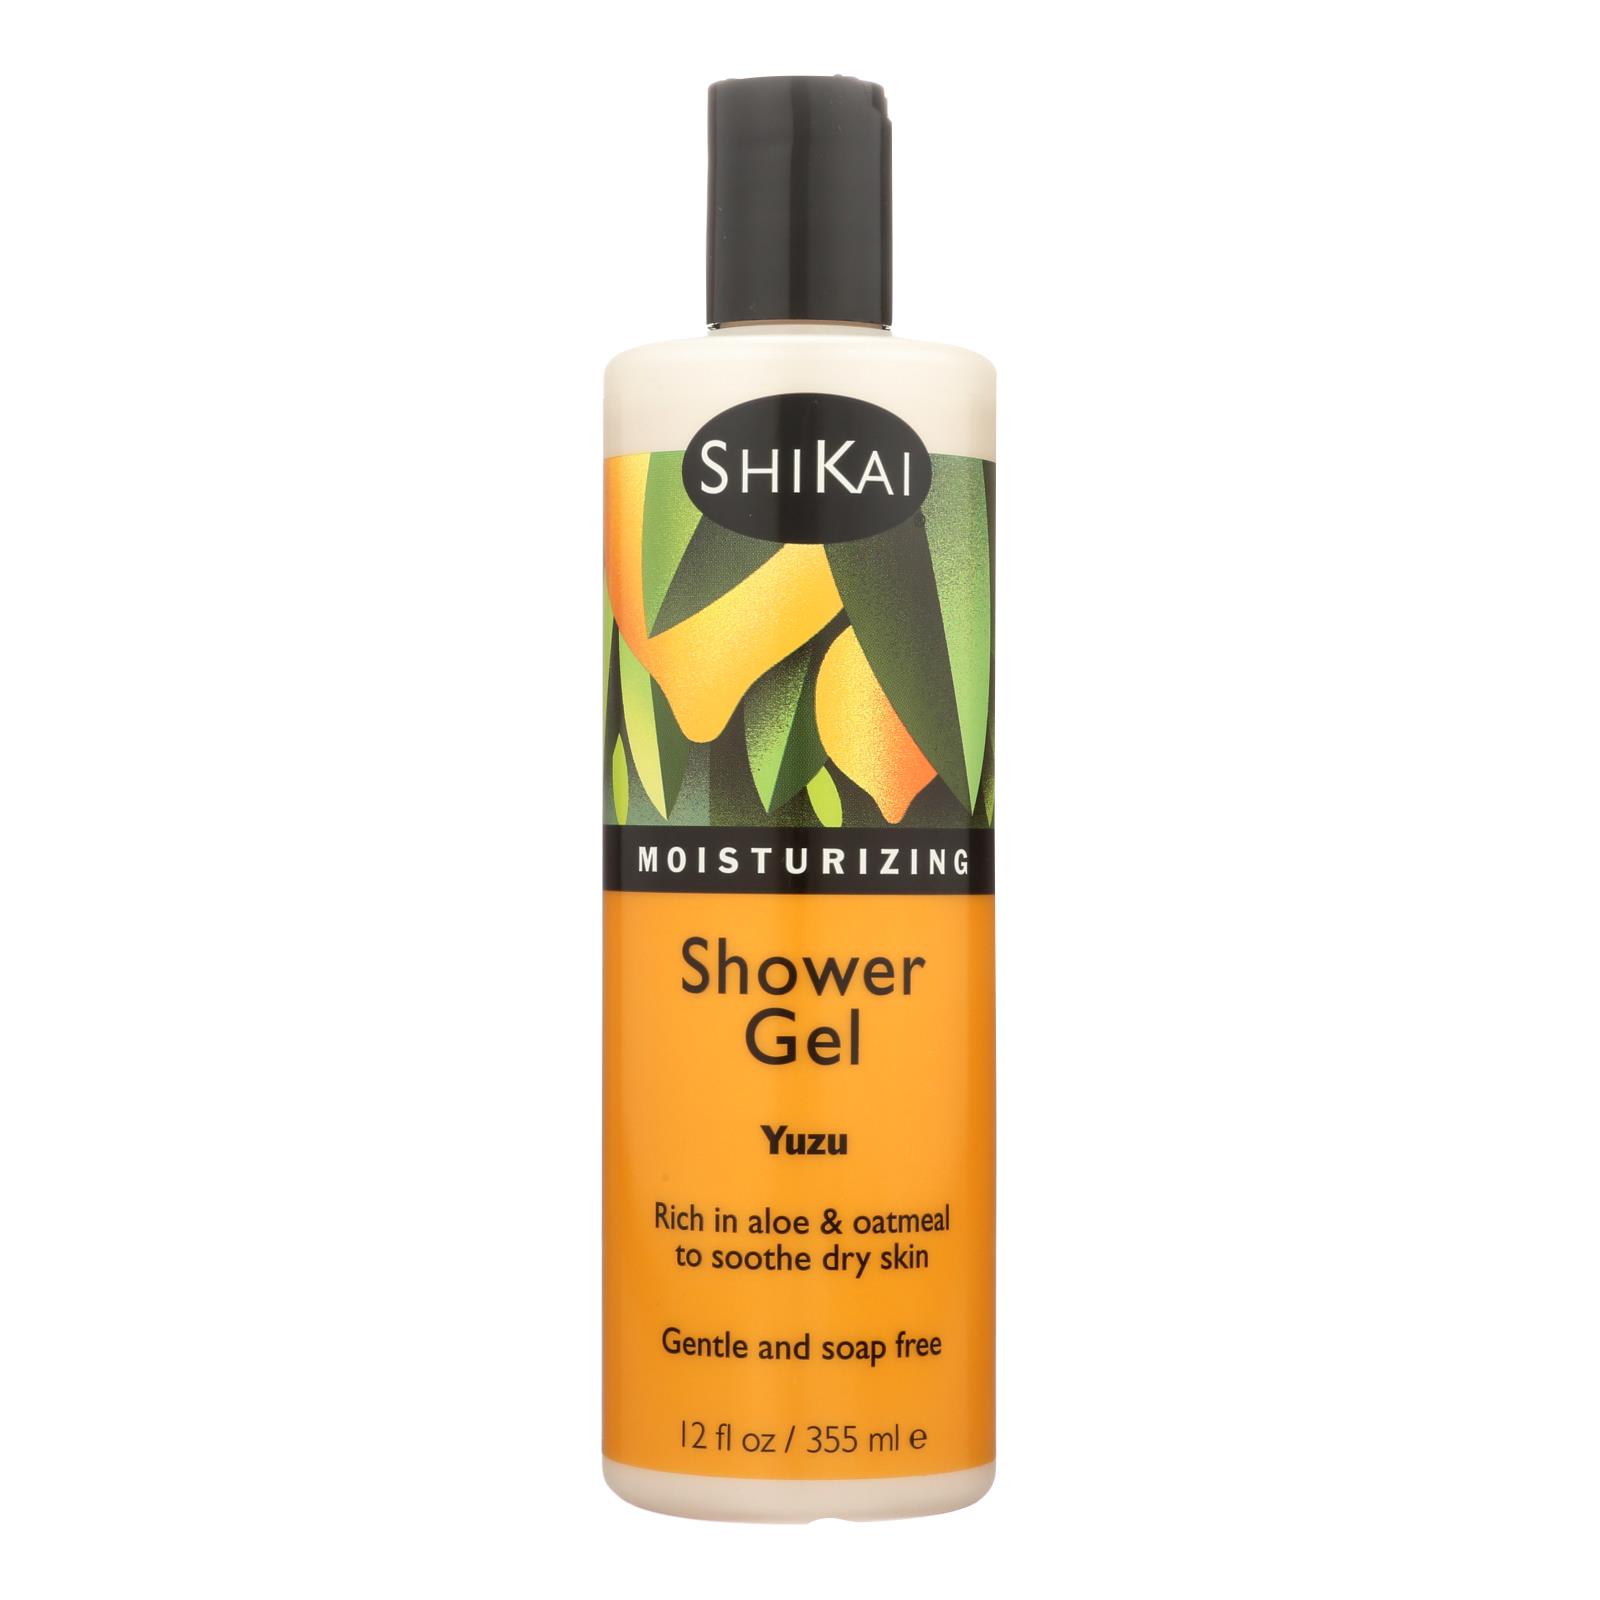 SHIKAI
MOISTURIZING
Shower
Gel
Yuzu
Rich in aloe & oatmeal
to soothe dry skin
Gentle and soap free
12 fl oz / 355 ml ℮